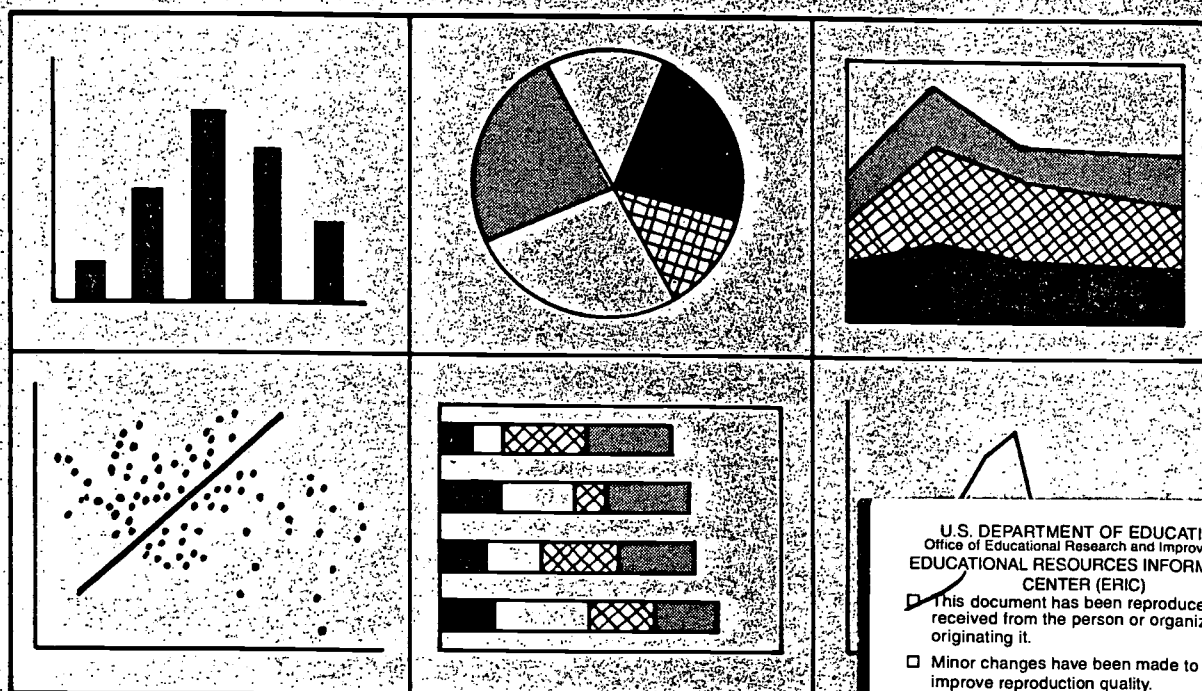 U.S. DEPARTMENT OF EDUCATI
Office of Educational Research and Improv
EDUCATIONAL RESOURCES INFORM
CENTER (ERIC)
☐ This document has been reproduce
received from the person or organiz
originating it.
☐ Minor changes have been made to
improve reproduction quality.